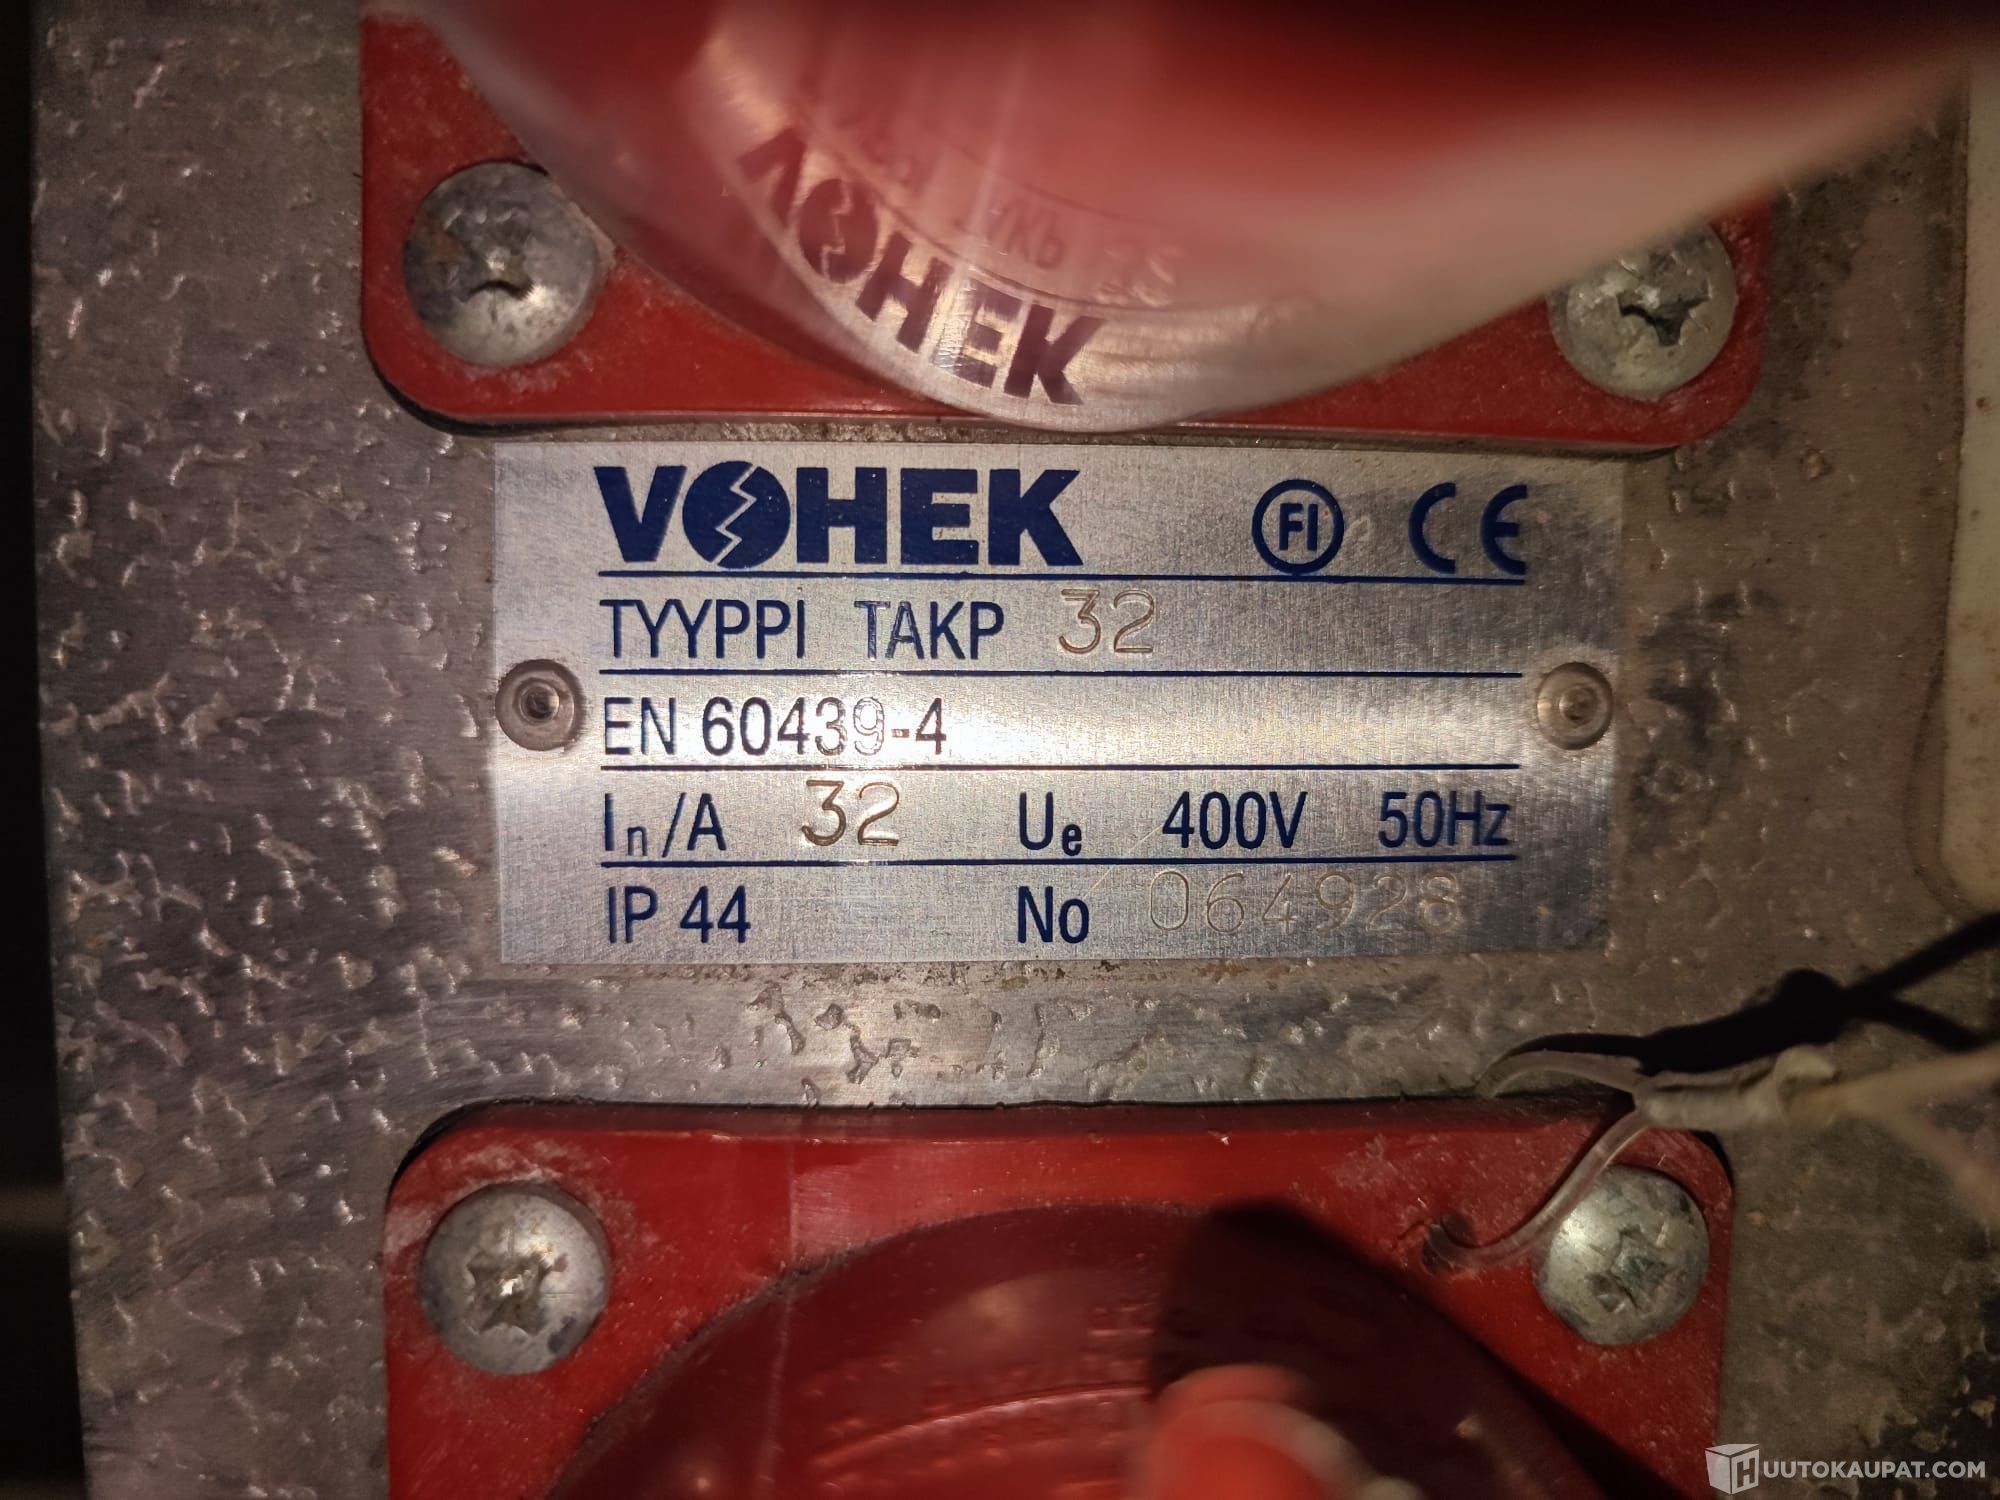 VOHEK
VOHEK FI CE
TYYPPI TAKP 32
EN 60439-4
In/A 32 Ue 400V 50Hz
IP 44 No 064928
HUUTOKAUPAT.COM